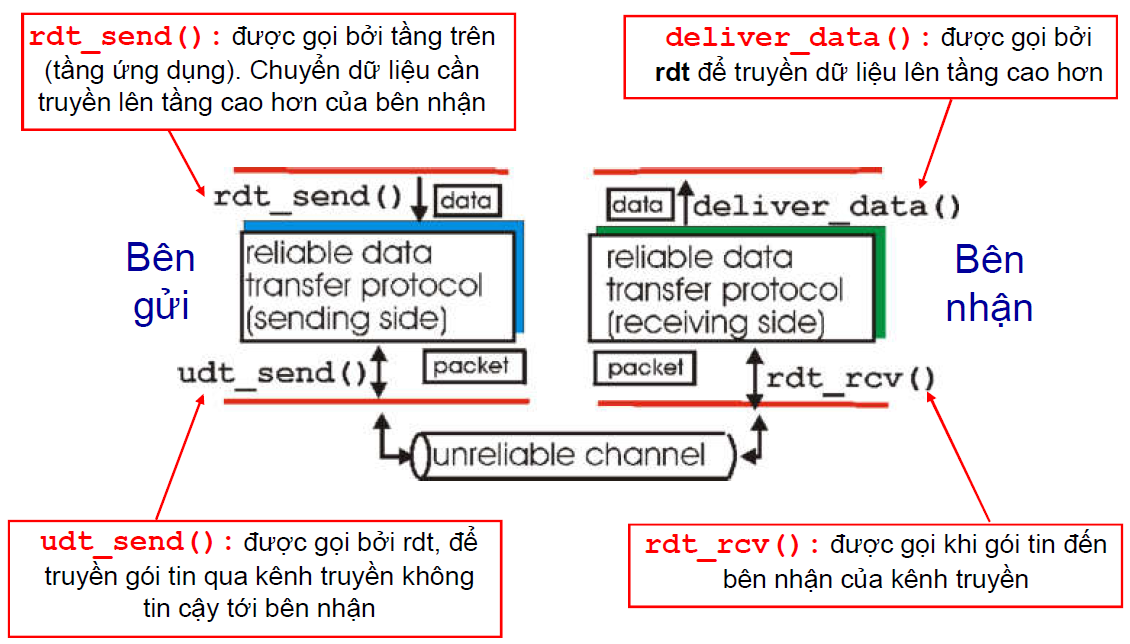 rdt_send(): được gọi bởi tầng trên
(tầng ứng dụng). Chuyển dữ liệu cần
truyền lên tầng cao hơn của bên nhận
deliver_data(): được gọi bởi
rdt để truyền dữ liệu lên tầng cao hơn
rdt_send()
data
data
deliver_data()
Bên
gửi
reliable data
transfer protocol
(sending side)
reliable data
transfer protocol
(receiving side)
Bên
nhận
udt_send()
packet
packet
rdt_rcv()
unreliable channel
udt_send(): được gọi bởi rdt, để
truyền gói tin qua kênh truyền không
tin cậy tới bên nhận
rdt_rcv(): được gọi khi gói tin đến
bên nhận của kênh truyền